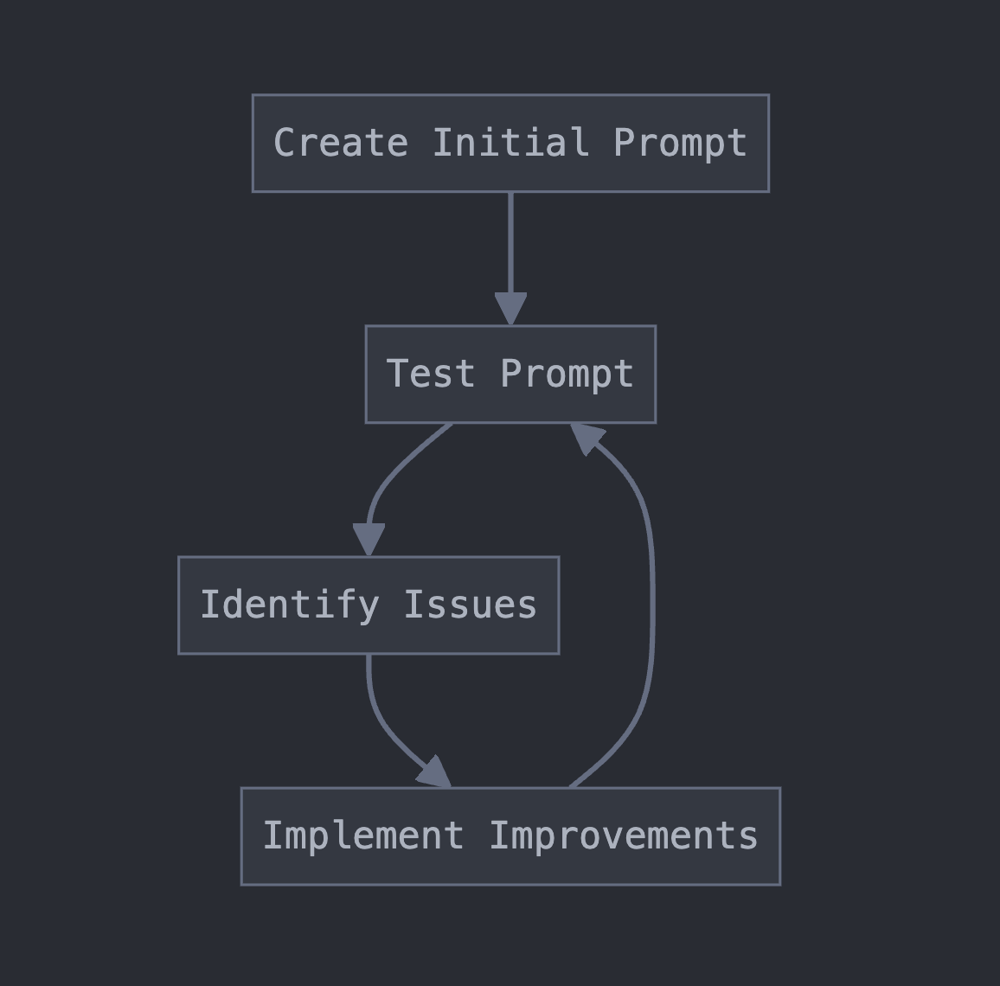 Create Initial Prompt
Test Prompt
Identify Issues
Implement Improvements